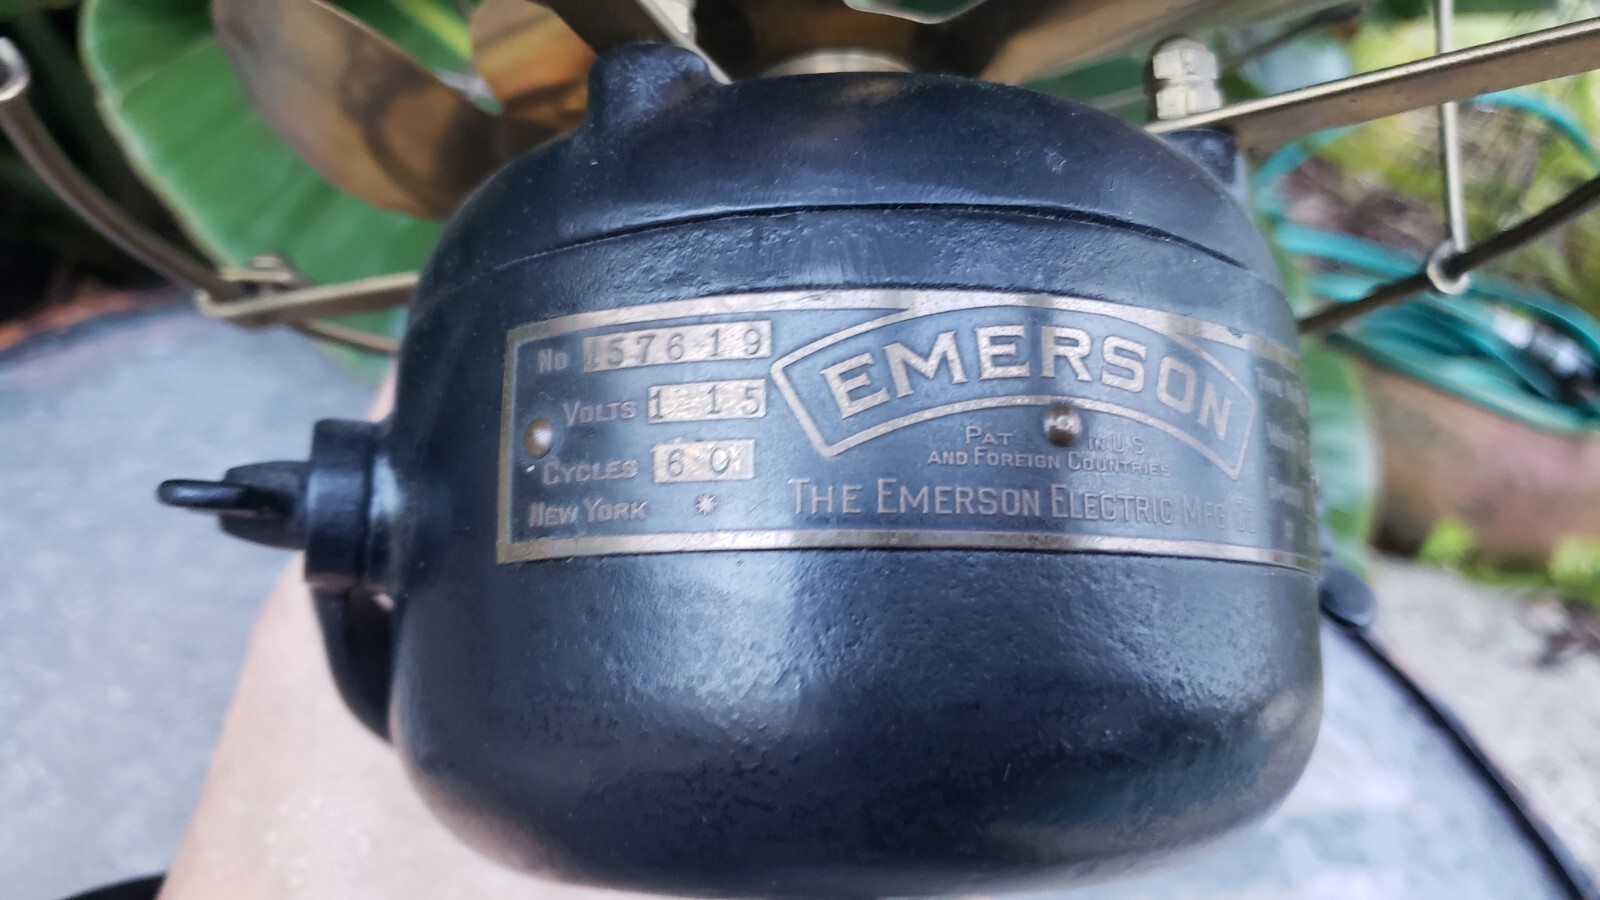 No 157619
EMERSON
VOLTS 115
PAT IN U S
CYCLES 60
AND FOREIGN COUNTRIES
NEW YORK * THE EMERSON ELECTRIC MFG CO